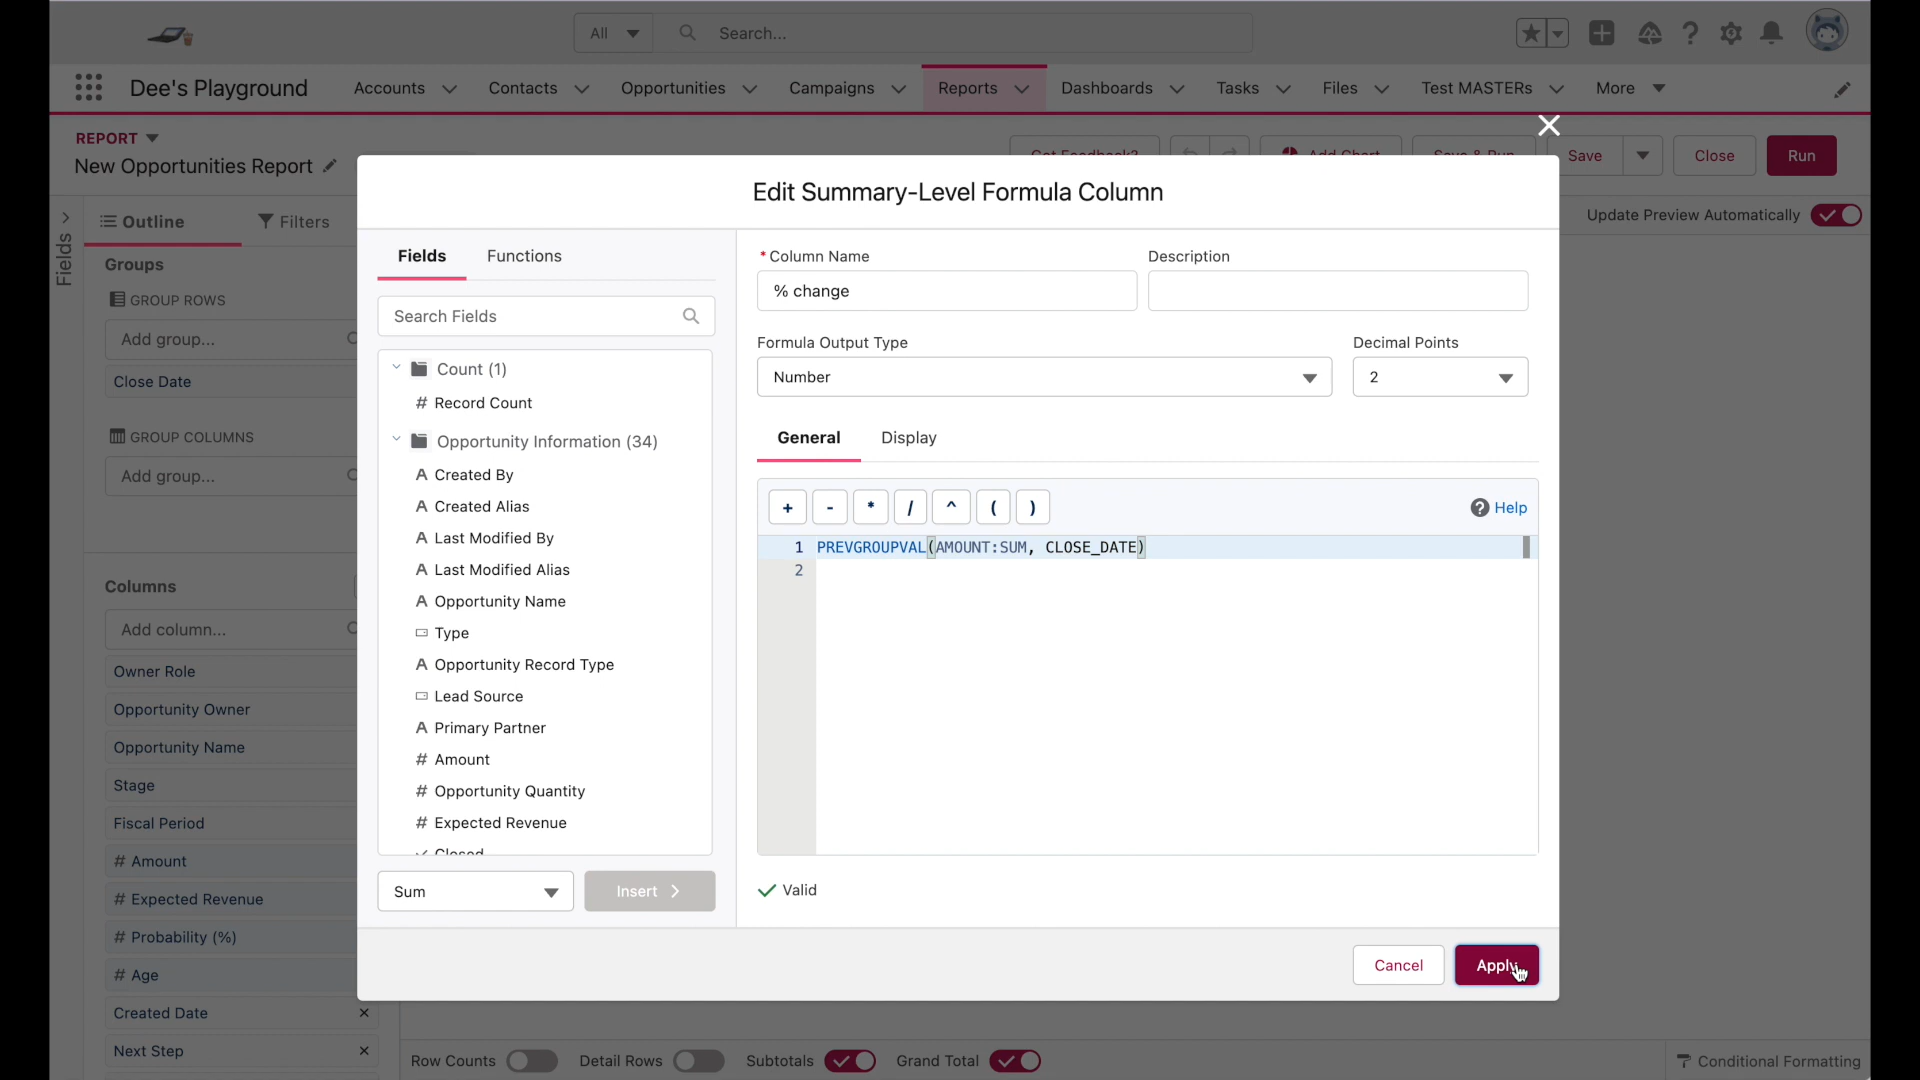 All
Search...
Dee's Playground
Accounts
Contacts
Opportunities
Campaigns
Reports
Dashboards
Tasks
Files
Test MASTERs
More
REPORT
New Opportunities Report
Got Feedback?
Add Chart
Save & Run
Save
Close
Run
Fields
Outline
Filters
Update Preview Automatically
Groups
GROUP ROWS
Add group...
Close Date
GROUP COLUMNS
Add group...
Columns
Add column...
Owner Role
Opportunity Owner
Opportunity Name
Stage
Fiscal Period
# Amount
# Expected Revenue
# Probability (%)
# Age
Created Date
Next Step
Edit Summary-Level Formula Column
Fields
Functions
Search Fields
Count (1)
# Record Count
Opportunity Information (34)
A Created By
A Created Alias
A Last Modified By
A Last Modified Alias
A Opportunity Name
Type
A Opportunity Record Type
Lead Source
A Primary Partner
# Amount
# Opportunity Quantity
# Expected Revenue
Closed
Sum
Insert
* Column Name
% change
Description
Formula Output Type
Number
Decimal Points
2
General
Display
+ - * / ^ ( )
Help
1 PREVGROUPVAL(AMOUNT:SUM, CLOSE_DATE)
2
Valid
Cancel
Apply
Row Counts
Detail Rows
Subtotals
Grand Total
Conditional Formatting